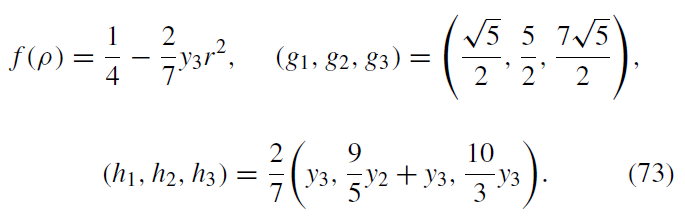 f(ρ) = 1/4 − 2/7 y₃r², (g₁, g₂, g₃) = (√5/2, 5/2, 7√5/2),
(h₁, h₂, h₃) = 2/7 (y₃, 9/5 y₂ + y₃, 10/3 y₃). (73)